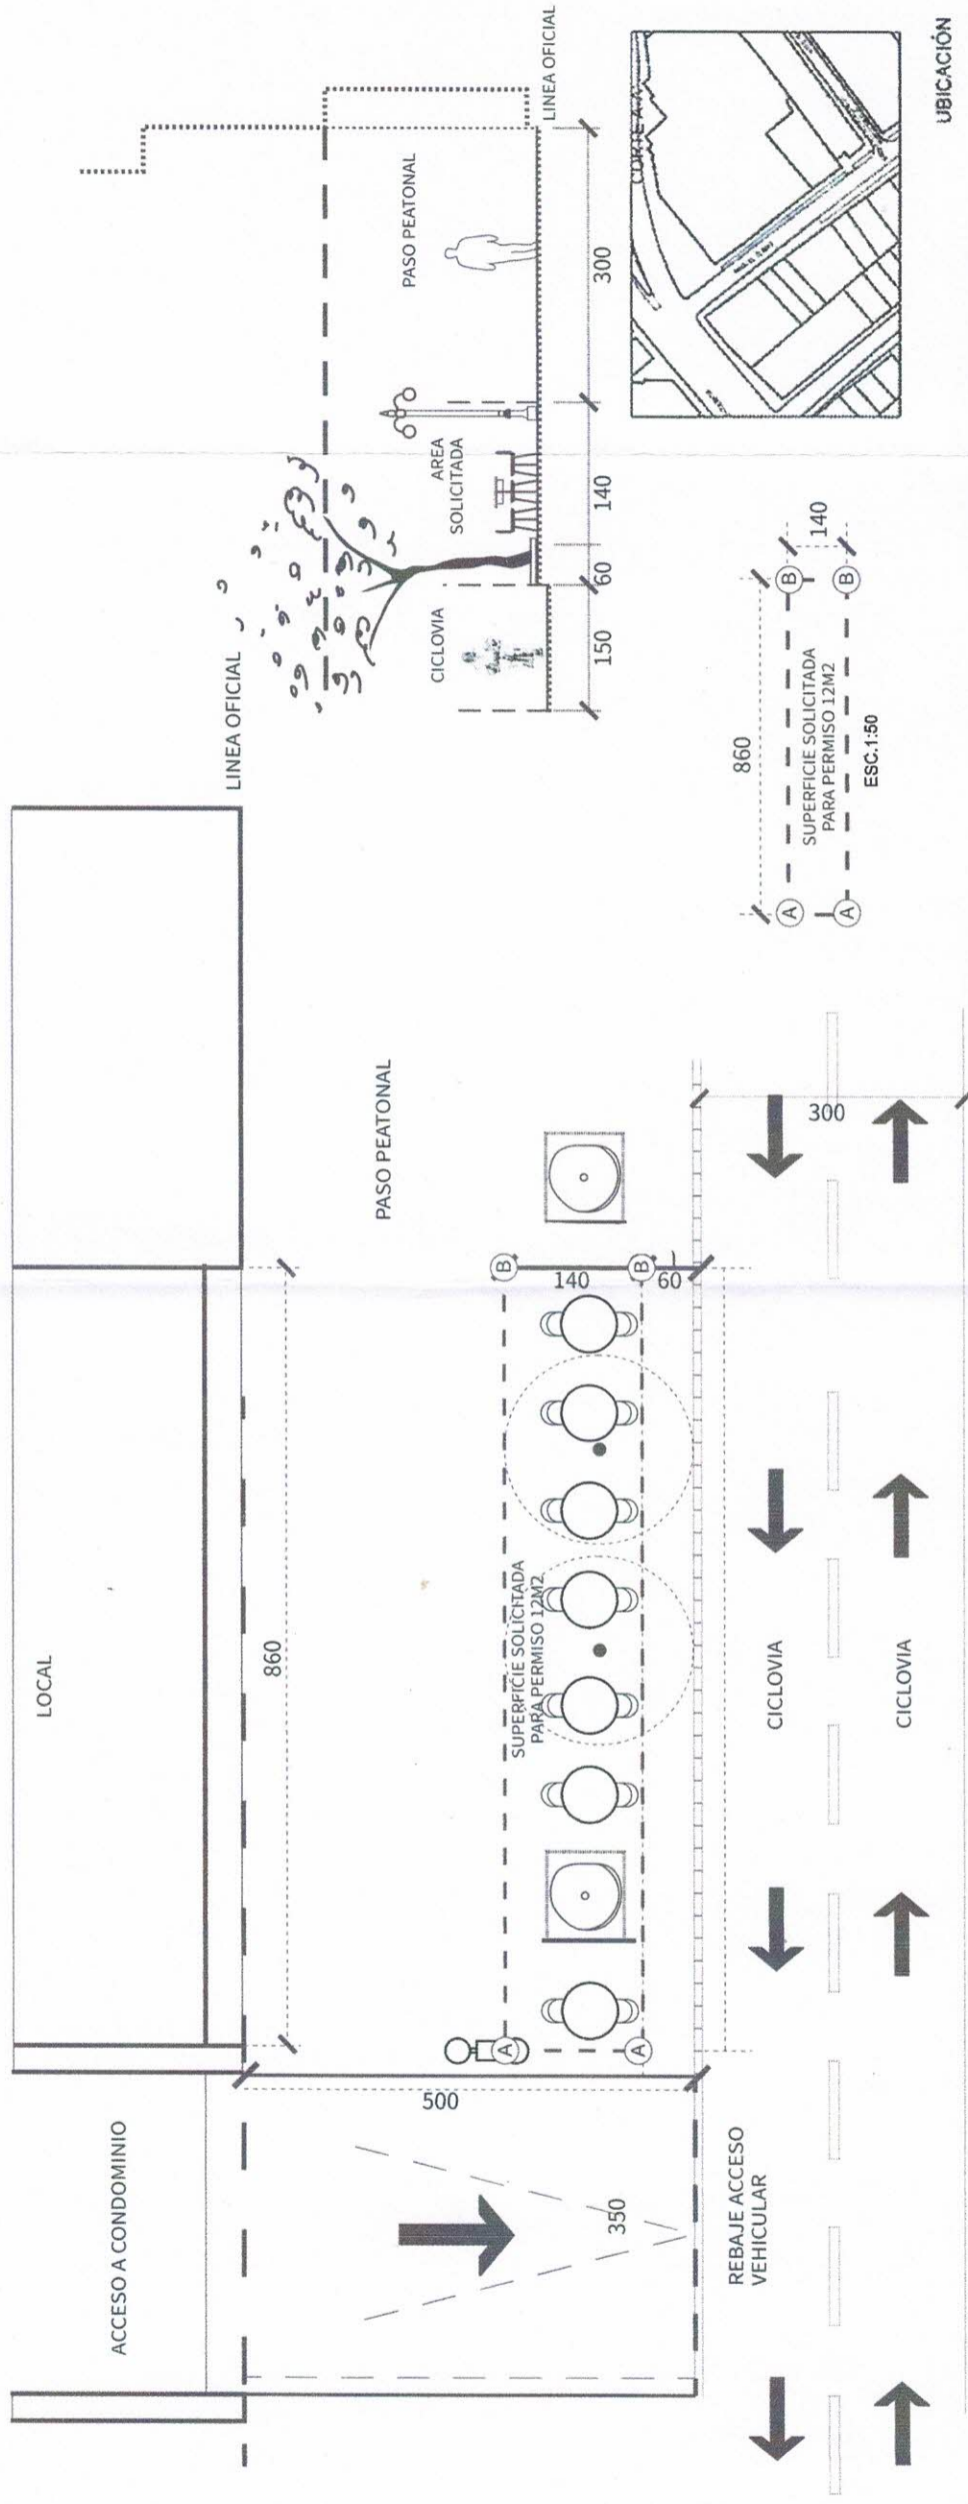 ACCESO A CONDOMINIO
LOCAL
860
500
350
REBAJE ACCESO
VEHICULAR
SUPERFICIE SOLICITADA
PARA PERMISO 12M2
A
A
B
B
140
60
PASO PEATONAL
CICLOVIA
CICLOVIA
300
LINEA OFICIAL
CICLOVIA
AREA
SOLICITADA
PASO PEATONAL
150
60
140
300
LINEA OFICIAL
860
140
A
A
B
B
SUPERFICIE SOLICITADA
PARA PERMISO 12M2
ESC.1:50
CORTE A-A
UBICACIÓN